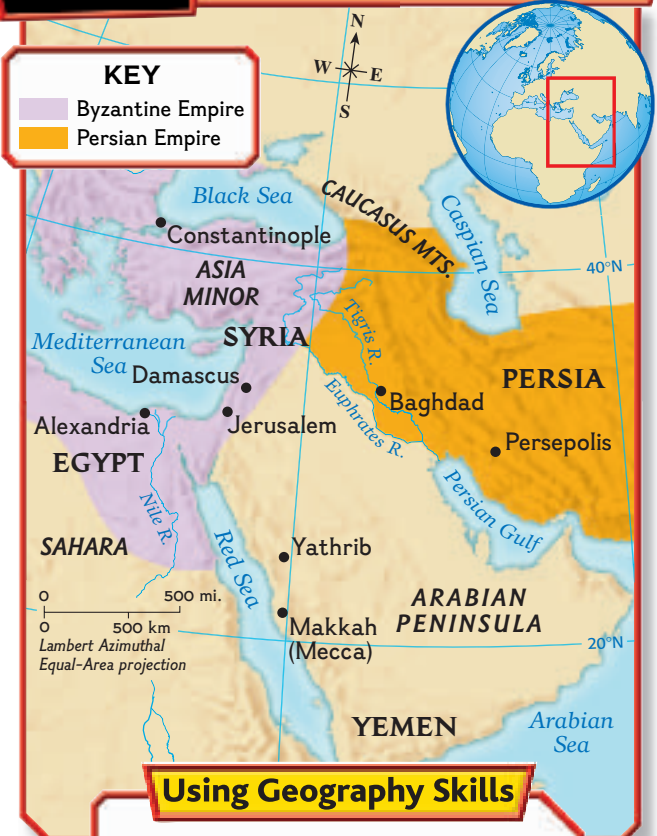 N
W E
S
KEY
Byzantine Empire
Persian Empire
Black Sea
CAUCASUS MTS.
Caspian Sea
Constantinople
ASIA
MINOR
40°N
Mediterranean
Sea
SYRIA
Tigris R.
Damascus
PERSIA
Baghdad
Alexandria
Jerusalem
Euphrates R.
Persepolis
EGYPT
Nile R.
Persian Gulf
SAHARA
Red Sea
Yathrib
0 500 mi.
0 500 km
Lambert Azimuthal
Equal-Area projection
ARABIAN
PENINSULA
Makkah
(Mecca)
20°N
YEMEN
Arabian
Sea
Using Geography Skills